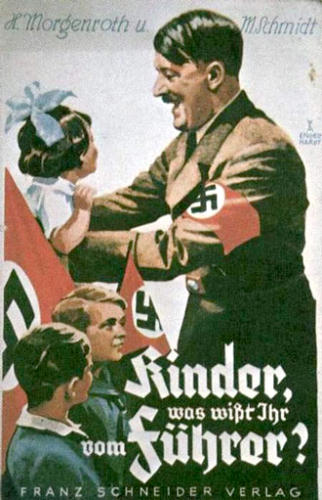 H. Morgenroth u. M. Schmidt
Kinder,
was wißt Ihr
vom Führer?
FRANZ SCHNEIDER VERLAG